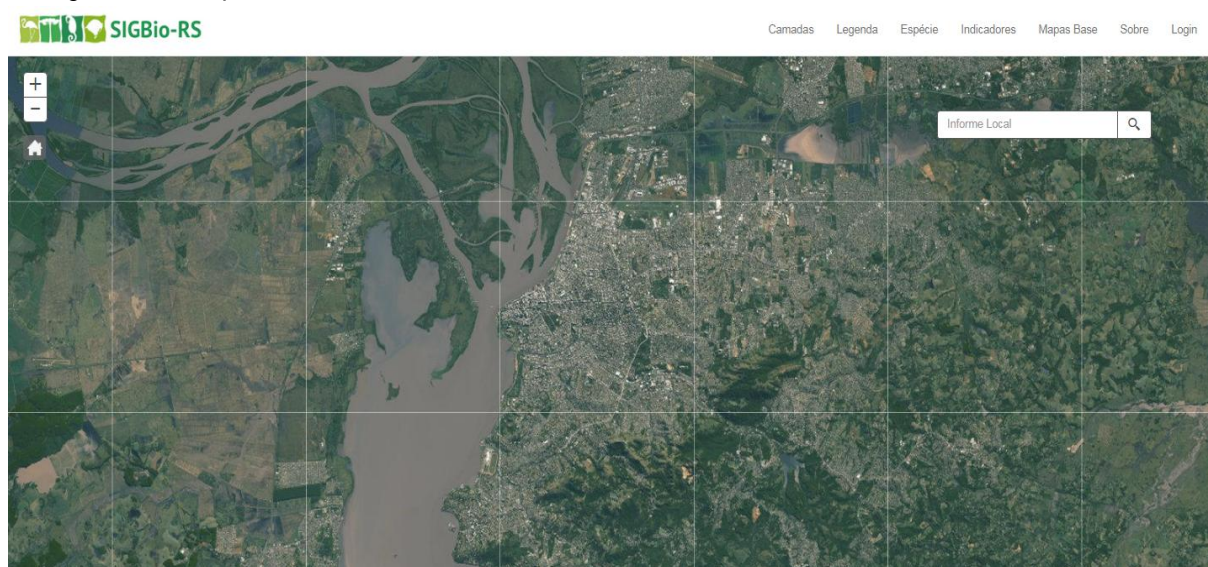 SIGBio-RS
Camadas Legenda Espécie Indicadores Mapas Base Sobre Login
+
−
Informe Local